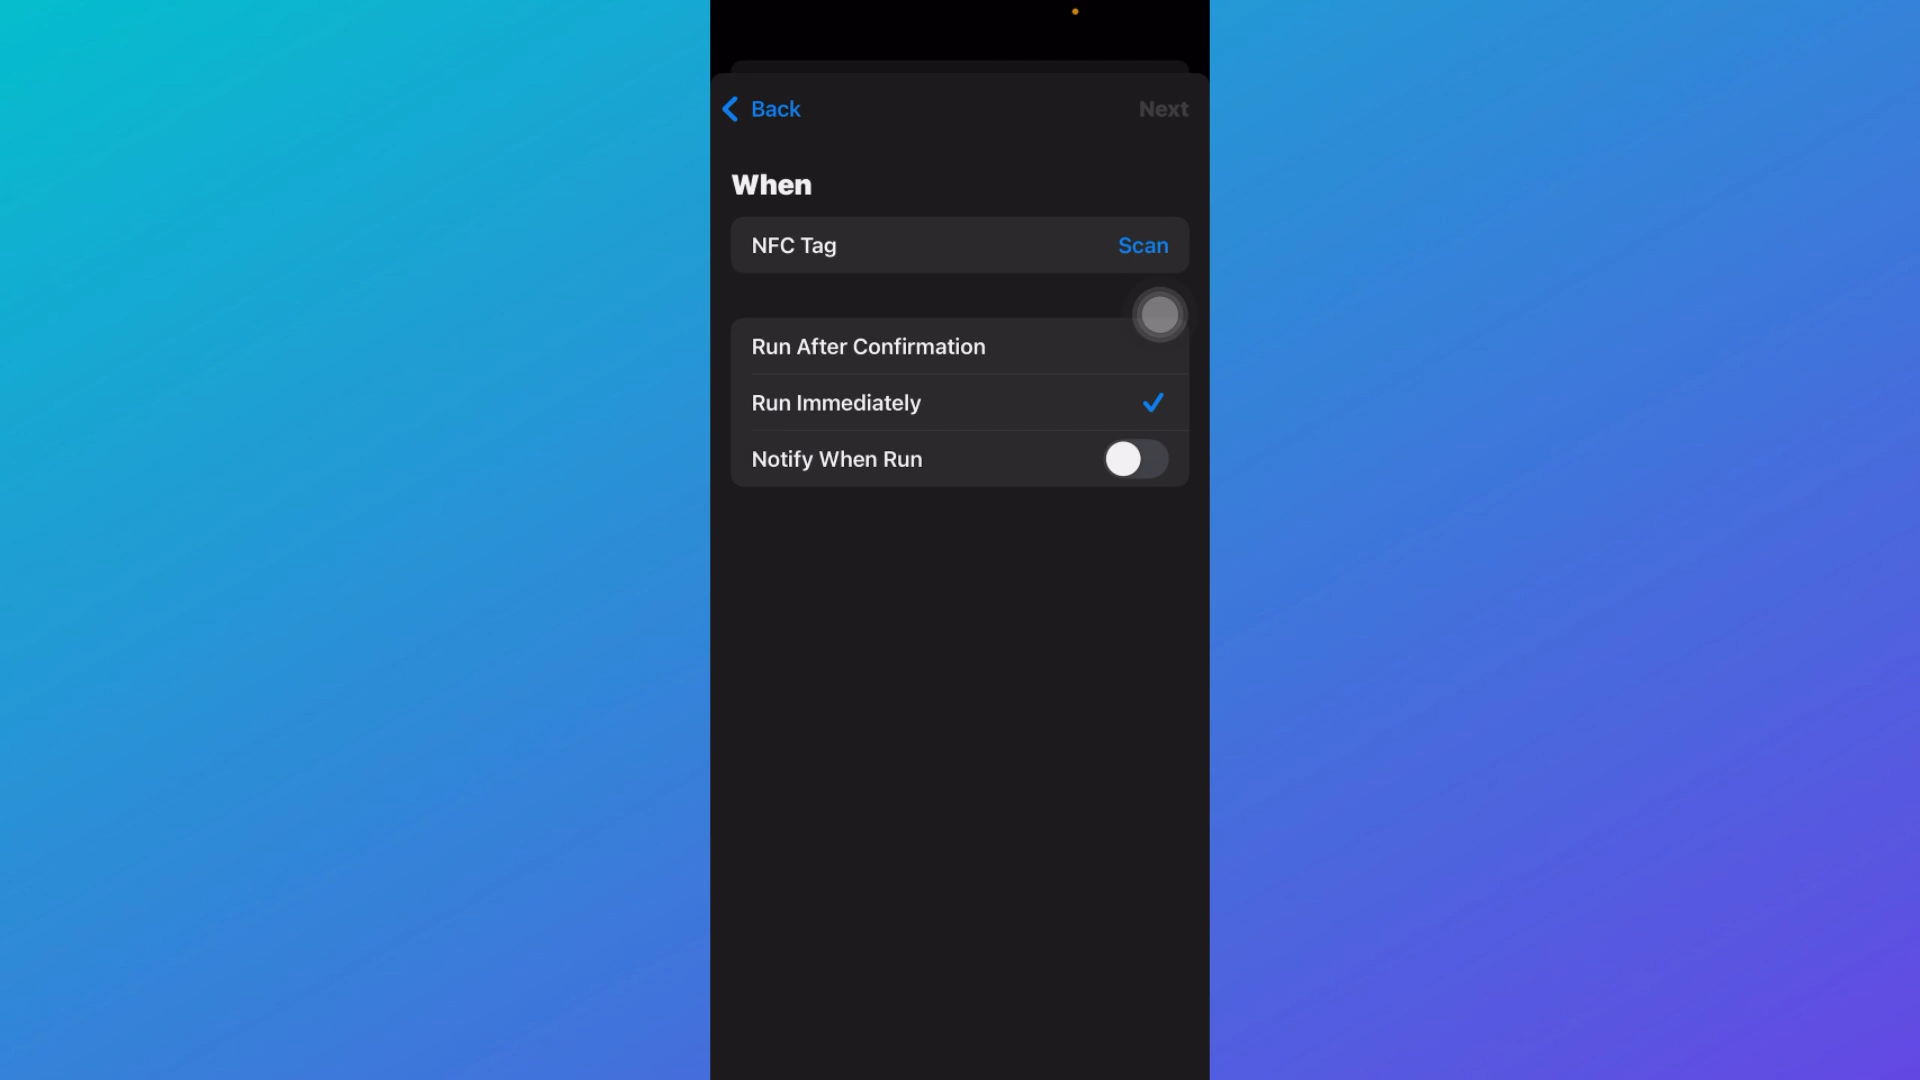 Back
Next
When
NFC Tag
Scan
Run After Confirmation
Run Immediately
Notify When Run